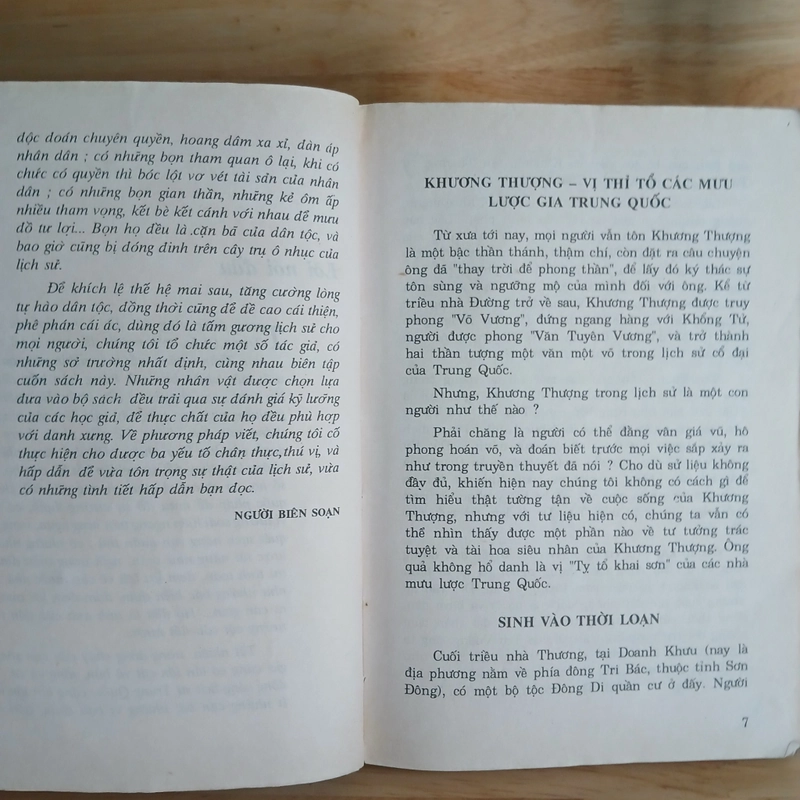 độc đoán chuyên quyền, hoang dâm xa xỉ, đàn áp
nhân dân ; có những bọn tham quan ô lại, khi có
chức có quyền thì bóc lột vơ vét tài sản của nhân
dân ; có những bọn gian thần, những kẻ ôm ấp
nhiều tham vọng, kết bè kết cánh với nhau để mưu
đồ tư lợi... Bọn họ đều là cặn bã của dân tộc, và
bao giờ cũng bị đóng đinh trên cây trụ ô nhục của
lịch sử.
Để khích lệ thế hệ mai sau, tăng cường lòng
tự hào dân tộc, đồng thời cũng để đề cao cái thiện,
phê phán cái ác, dùng đó là tấm gương lịch sử cho
mọi người, chúng tôi tổ chức một số tác giả, có
những sở trường nhất định, cùng nhau biên tập
cuốn sách này. Những nhân vật được chọn lựa
đưa vào bộ sách đều trải qua sự đánh giá kỹ lưỡng
của các học giả, để thực chất của họ đều phù hợp
với danh xưng. Về phương pháp viết, chúng tôi cố
thực hiện cho được ba yếu tố chân thực, thú vị, và
hấp dẫn để vừa tôn trọng sự thật của lịch sử, vừa
có những tình tiết hấp dẫn bạn đọc.
NGƯỜI BIÊN SOẠN
KHƯƠNG THƯỢNG – VỊ THỈ TỔ CÁC MƯU
LƯỢC GIA TRUNG QUỐC
Từ xưa tới nay, mọi người vẫn tôn Khương Thượng
là một bậc thần thánh, thậm chí, còn đặt ra câu chuyện
ông đã "thay trời để phong thần", để lấy đó ký thác sự
tôn sùng và ngưỡng mộ của mình đối với ông. Kể từ
triều nhà Đường trở về sau, Khương Thượng được truy
phong "Võ Vương", đứng ngang hàng với Khổng Tử,
người được phong "Văn Tuyên Vương", và trở thành
hai thần tượng một văn một võ trong lịch sử cổ đại
của Trung Quốc.
Nhưng, Khương Thượng trong lịch sử là một con
người như thế nào ?
Phải chăng là người có thể đằng vân giá vũ, hô
phong hoán võ, và đoán biết trước mọi việc sắp xảy ra
như trong truyền thuyết đã nói ? Cho dù sử liệu không
đầy đủ, khiến hiện nay chúng tôi không có cách gì để
tìm hiểu thật tường tận về cuộc sống của Khương
Thượng, nhưng với tư liệu hiện có, chúng ta vẫn có
thể nhìn thấy được một phần nào về tư tưởng trác
tuyệt và tài hoa siêu nhân của Khương Thượng. Ông
quả không hổ danh là vị "Tỵ tổ khai sơn" của các nhà
mưu lược Trung Quốc.
SINH VÀO THỜI LOẠN
Cuối triều nhà Thương, tại Doanh Khưu (nay là
địa phương nằm về phía đông Tri Bác, thuộc tỉnh Sơn
Đông), có một bộ tộc Đông Di quần cư ở đấy. Người
7